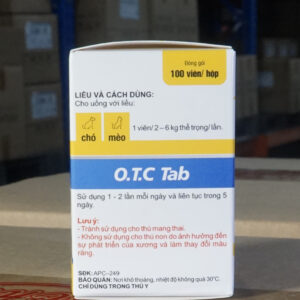 Đóng gói
100 viên/ hộp
LIỀU VÀ CÁCH DÙNG:
Cho uống với liều:
chó
mèo
1 viên/ 2 – 6 kg thể trọng/ lần.
O.T.C Tab
Sử dụng 1 - 2 lần mỗi ngày và liên tục trong 5
ngày.
Lưu ý:
- Tránh sử dụng cho thú mang thai.
- Không sử dụng cho thú non do ảnh hưởng đến
sự phát triển của xương và làm thay đổi màu
răng.
SĐK: APC-249
BẢO QUẢN: Nơi khô thoáng, nhiệt độ không quá 30°C.
CHỈ DÙNG TRONG THÚ Y